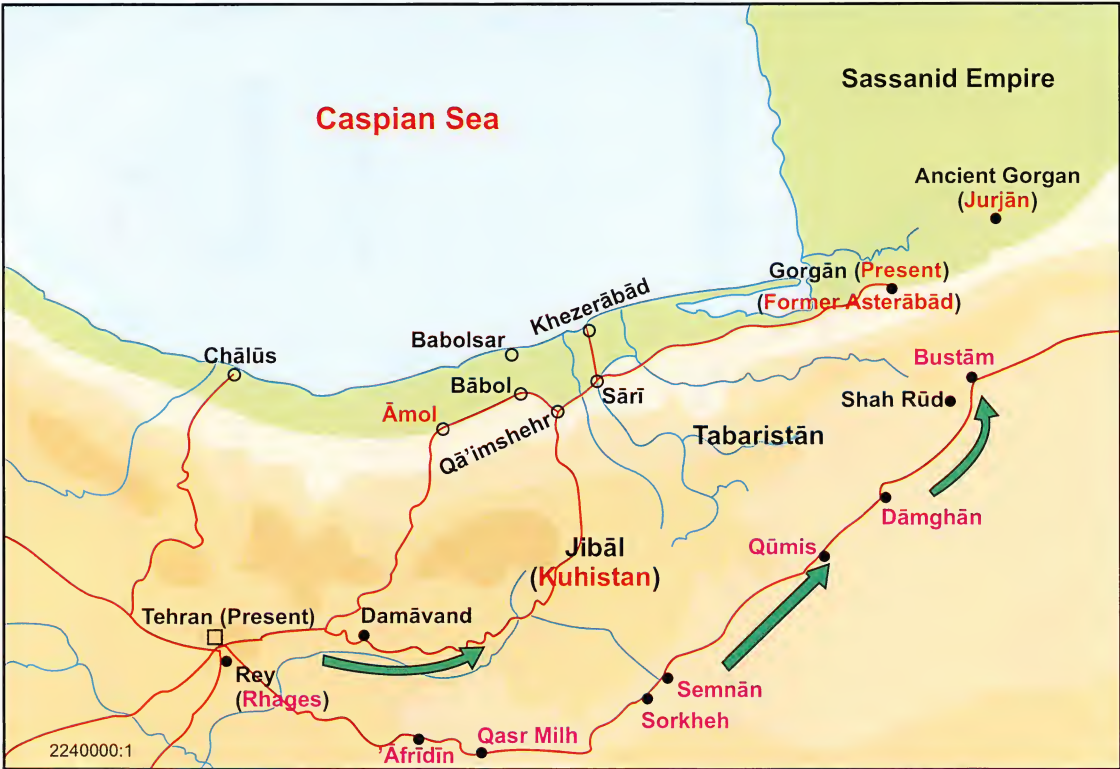 Sassanid Empire
Caspian Sea
Ancient Gorgan
(Jurjān)
Gorgān (Present)
(Former Asterābād)
Khezerābād
Babolsar
Chālūs
Bustām
Bābol
Sārī
Shah Rūd
Āmol
Qā'imshehr
Tabaristān
Dāmghān
Qūmis
Jibāl
(Kuhistan)
Tehran (Present)
Damāvand
Rey
(Rhages)
Semnān
Sorkheh
Qasr Milh
'Āfrīdīn
2240000:1